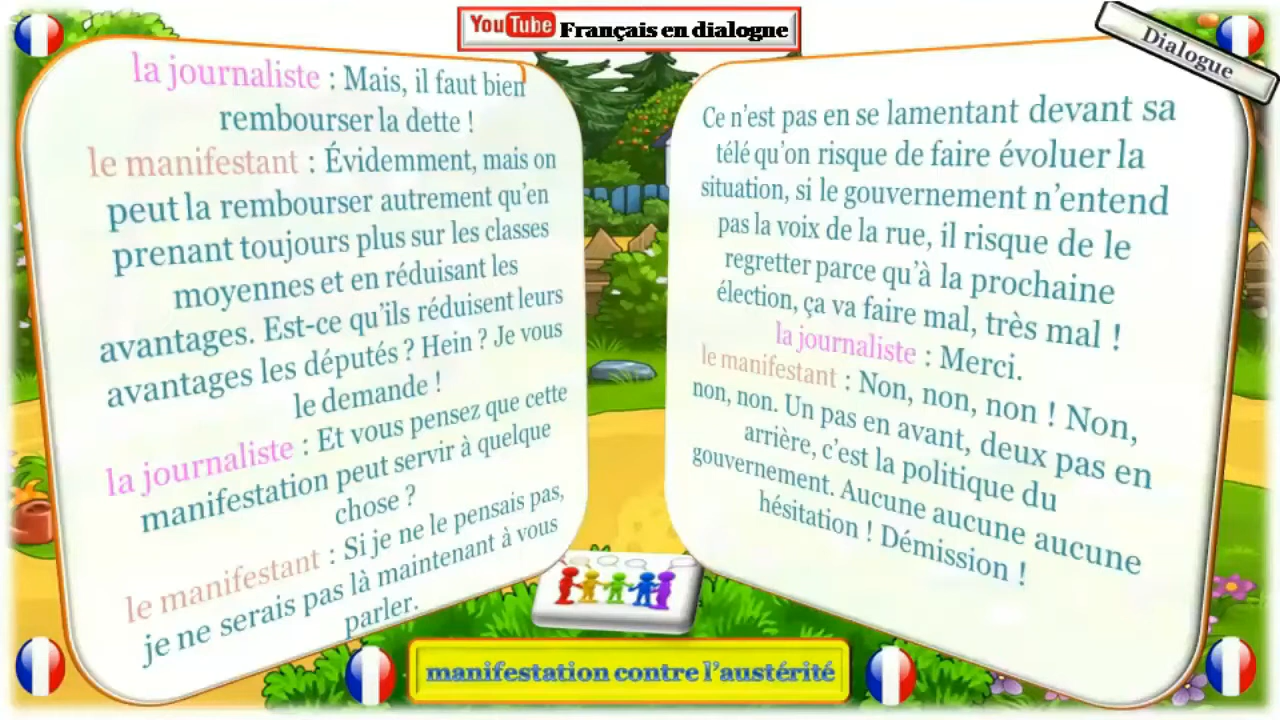 YouTube Français en dialogue
Dialogue
la journaliste : Mais, il faut bien
rembourser la dette !
le manifestant : Évidemment, mais on
peut la rembourser autrement qu'en
prenant toujours plus sur les classes
moyennes et en réduisant les
avantages. Est-ce qu'ils réduisent leurs
avantages les députés ? Hein ? Je vous
le demande !
la journaliste : Et vous pensez que cette
manifestation peut servir à quelque
chose ?
le manifestant : Si je ne le pensais pas,
je ne serais pas là maintenant à vous
parler.
Ce n'est pas en se lamentant devant sa
télé qu'on risque de faire évoluer la
situation, si le gouvernement n'entend
pas la voix de la rue, il risque de le
regretter parce qu'à la prochaine
élection, ça va faire mal, très mal !
la journaliste : Merci.
le manifestant : Non, non, non ! Non,
non, non. Un pas en avant, deux pas en
arrière, c'est la politique du
gouvernement. Aucune aucune aucune
hésitation ! Démission !
manifestation contre l'austérité